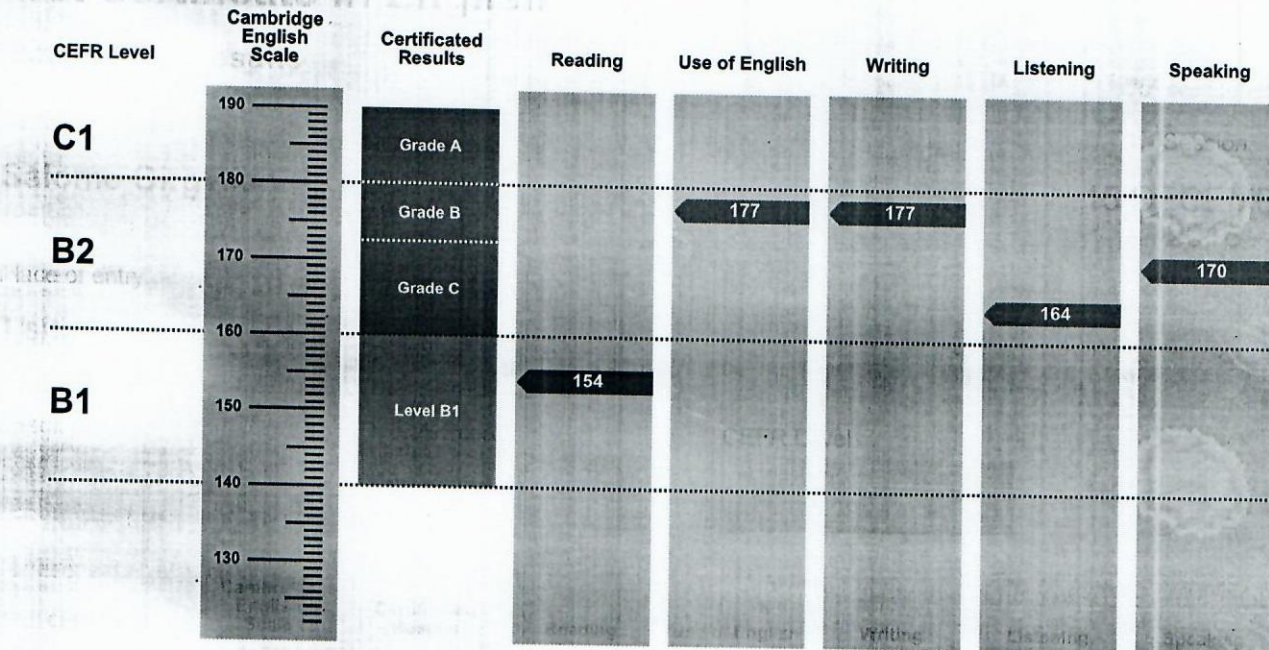 CEFR Level
Cambridge
English
Scale
Certificated
Results
Reading
Use of English
Writing
Listening
Speaking
190
C1
Grade A
180
Grade B
177
177
B2
170
170
Grade C
164
160
154
B1
150
Level B1
140
130